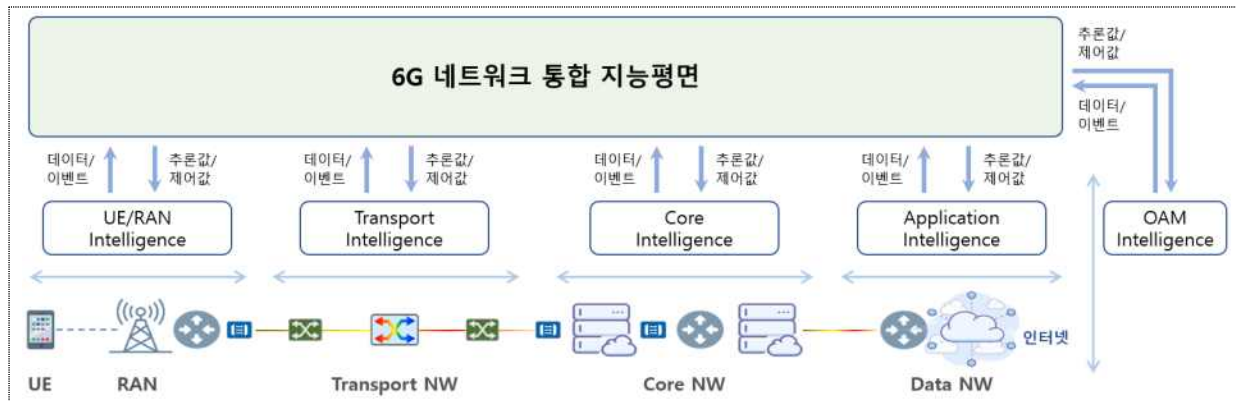 6G 네트워크 통합 지능평면
추론값/
제어값
데이터/
이벤트
데이터/
이벤트
추론값/
제어값
데이터/
이벤트
추론값/
제어값
데이터/
이벤트
추론값/
제어값
데이터/
이벤트
추론값/
제어값
UE/RAN
Intelligence
Transport
Intelligence
Core
Intelligence
Application
Intelligence
OAM
Intelligence
인터넷
UE
RAN
Transport NW
Core NW
Data NW